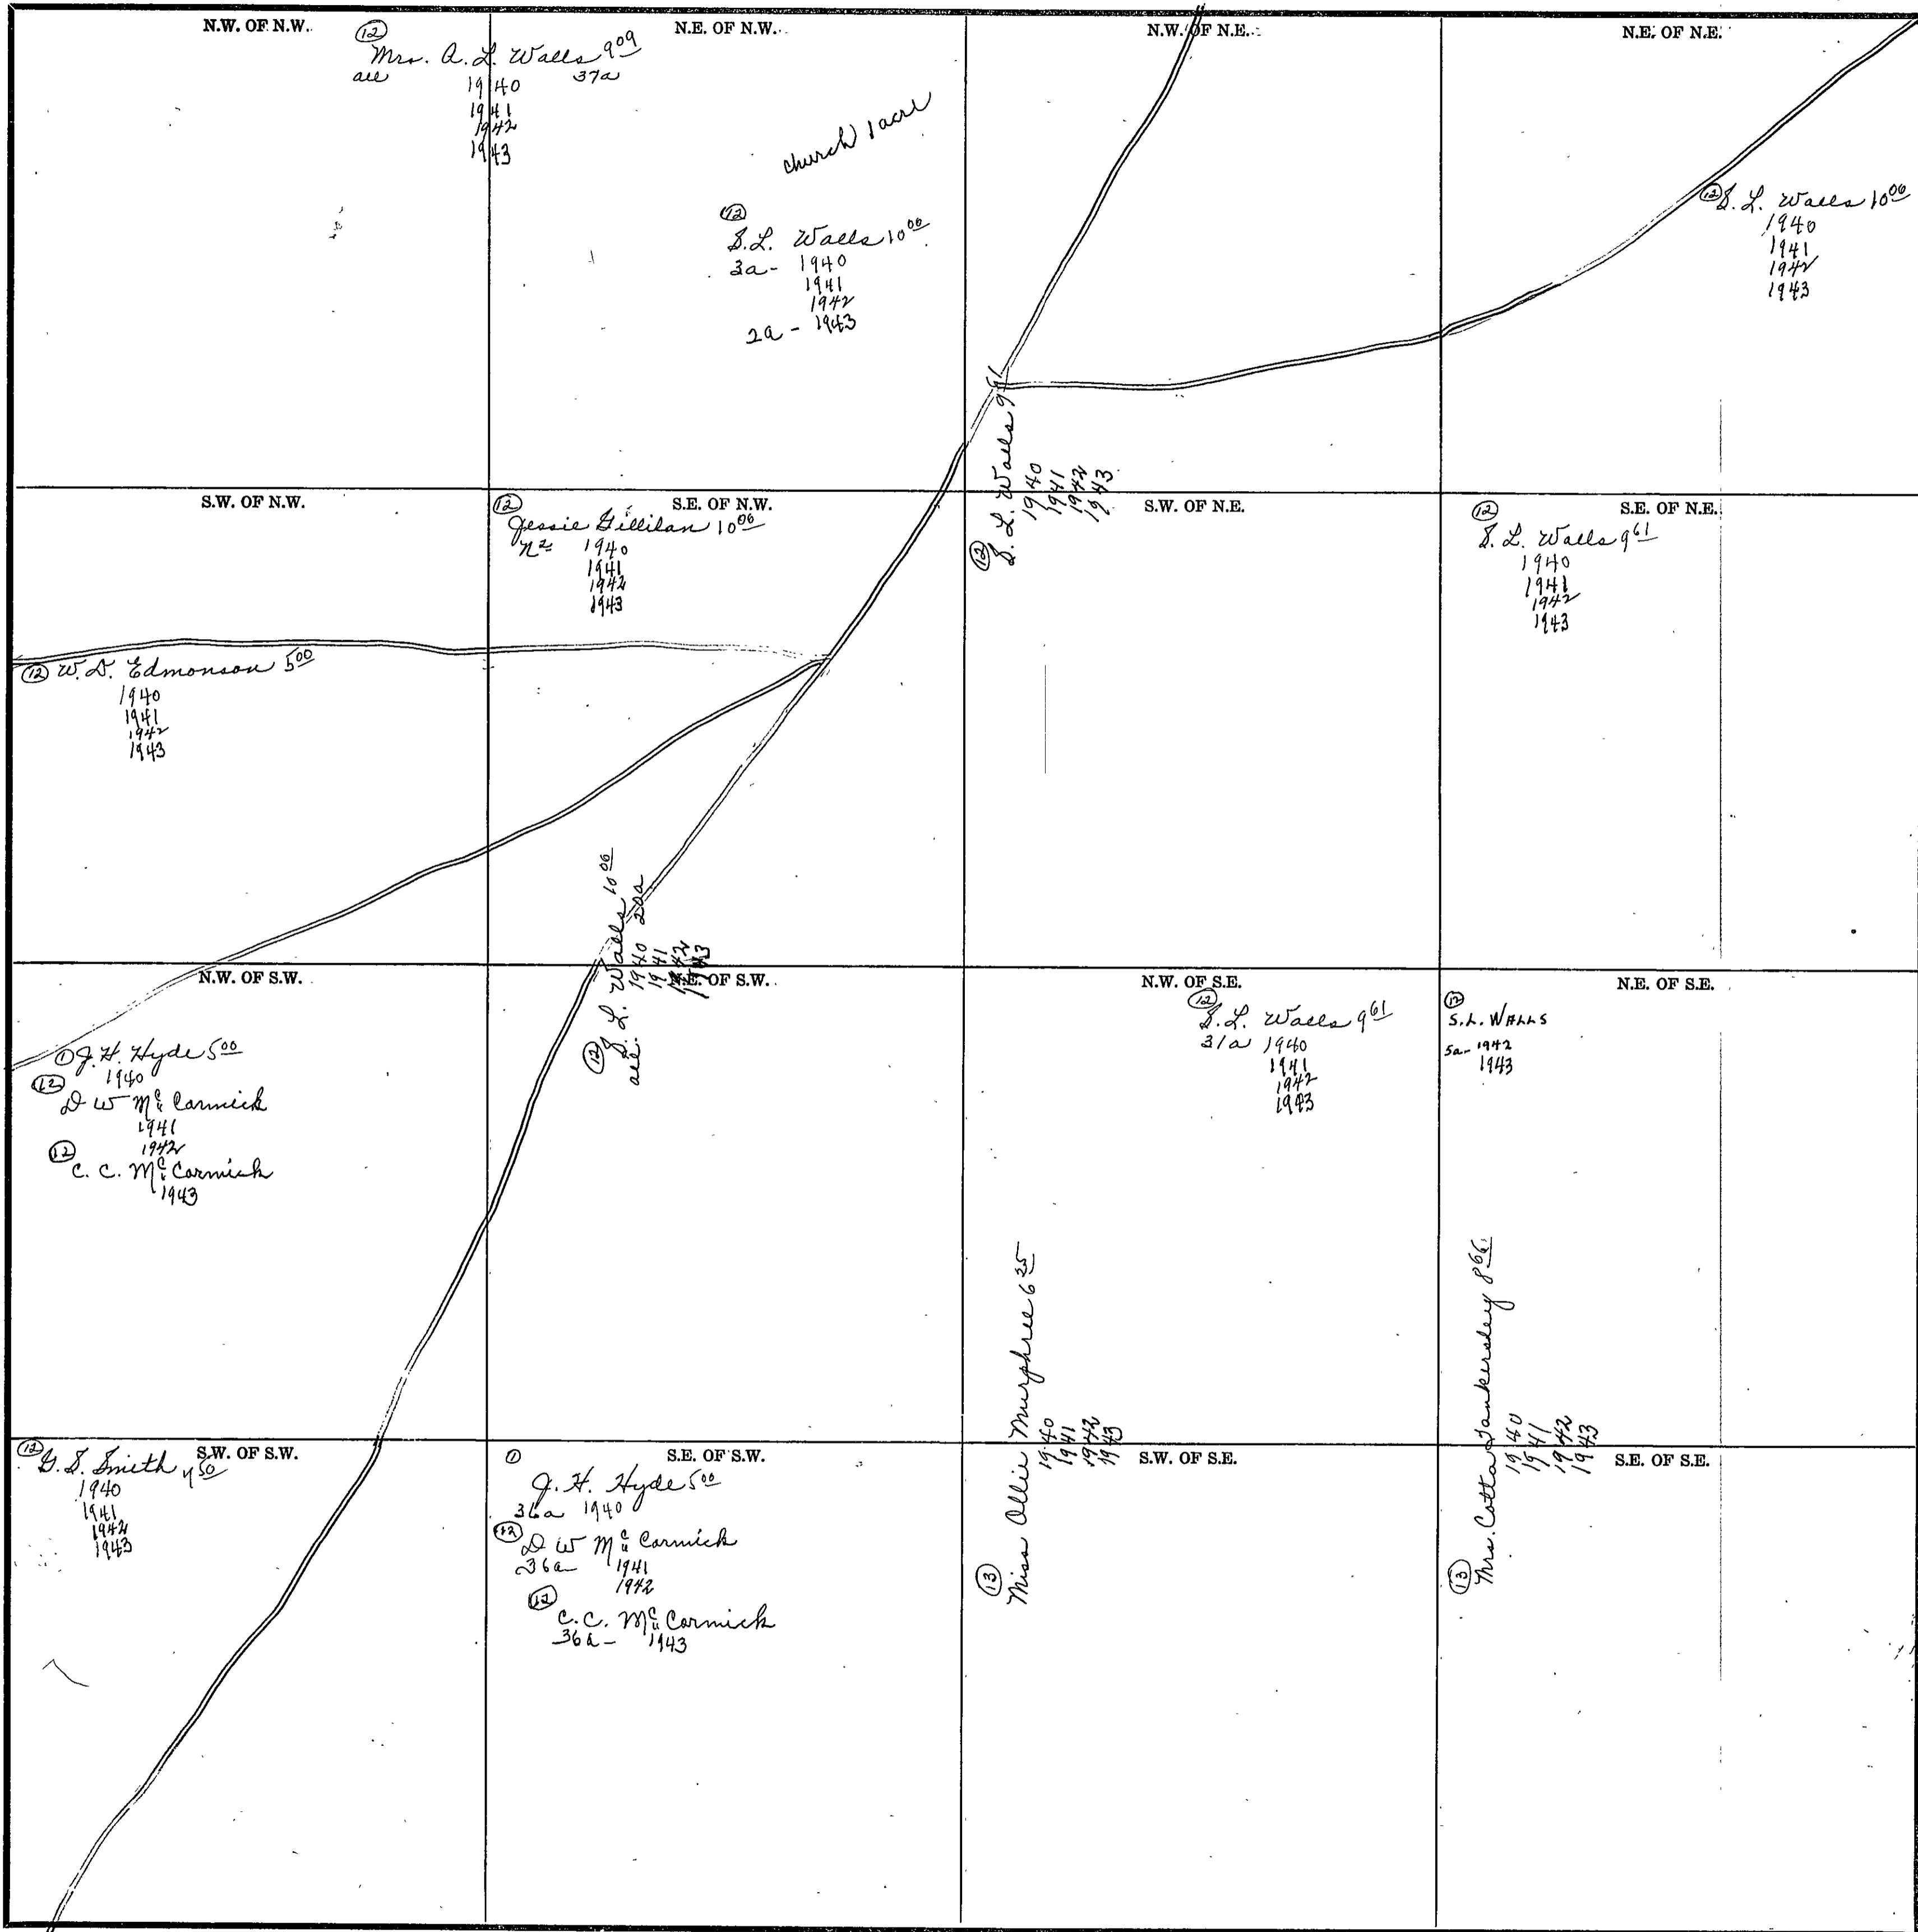 N.W. OF N.W.
N.E. OF N.W.
N.W. OF N.E.
N.E. OF N.E.
12
Mrs. A. L. Walls 9 09
all 37a
1940
1941
1942
1943
church 1 acre
12
S. L. Walls 10 00
3a - 1940
1941
1942
2a - 1943
12 S. L. Walls 10 00
1940
1941
1942
1943
12 S. L. Walls 9 61
1940
1941
1942
1943
S.W. OF N.W.
S.E. OF N.W.
S.W. OF N.E.
S.E. OF N.E.
12
Jessie Gillilan 10 00
N 2 1940
1941
1942
1943
12
S. L. Walls 9 61
1940
1941
1942
1943
12 W. D. Edmonson 5 00
1940
1941
1942
1943
12 S. L. Walls 10 00
all 1940 20a
1941
1942
1943
N.W. OF S.W.
N.E. OF S.W.
N.W. OF S.E.
N.E. OF S.E.
1 J. H. Hyde 5 00
1940
12
D W McCormick
1941
1942
12
C. C. McCormick
1943
12
S. L. Walls 9 61
31a 1940
1941
1942
1943
12
S. L. WALLS
5a - 1942
1943
13 Miss Ollie Murphree 6 25
1940
1941
1942
1943
13 Mrs. Cotta Tankersley 8 66
1940
1941
1942
1943
S.W. OF S.W.
S.E. OF S.W.
S.W. OF S.E.
S.E. OF S.E.
12
G. S. Smith 4 50
1940
1941
1942
1943
1
J. H. Hyde 5 00
36a 1940
12
D W McCormick
36a 1941
1942
12
C. C. McCormick
36a - 1943